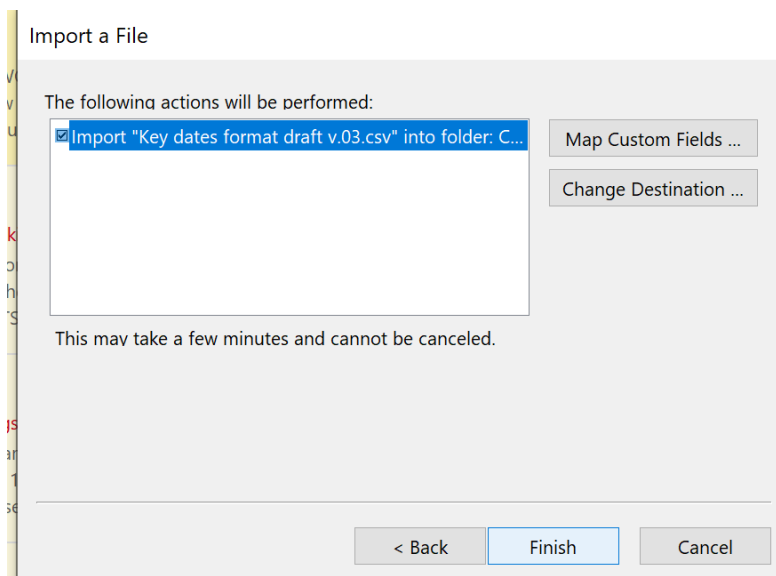 Import a File
The following actions will be performed:
Import "Key dates format draft v.03.csv" into folder: C...
Map Custom Fields ...
Change Destination ...
This may take a few minutes and cannot be canceled.
< Back
Finish
Cancel